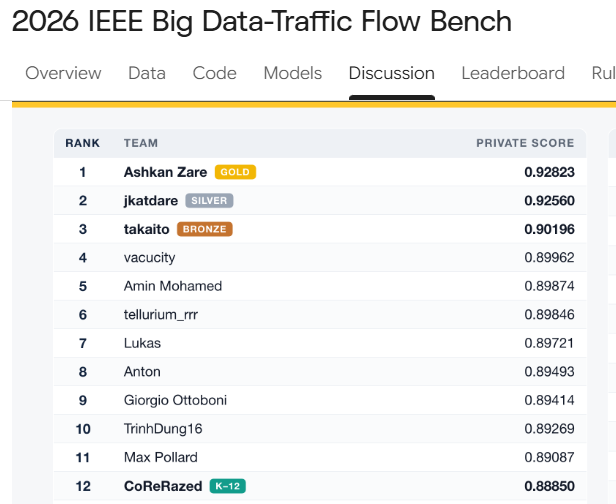 2026 IEEE Big Data-Traffic Flow Bench
Overview Data Code Models Discussion Leaderboard Rul
RANK TEAM PRIVATE SCORE
1 Ashkan Zare GOLD 0.92823
2 jkatdare SILVER 0.92560
3 takaito BRONZE 0.90196
4 vacucity 0.89962
5 Amin Mohamed 0.89874
6 tellurium_rrr 0.89846
7 Lukas 0.89721
8 Anton 0.89493
9 Giorgio Ottoboni 0.89414
10 TrinhDung16 0.89269
11 Max Pollard 0.89087
12 CoReRazed K-12 0.88850